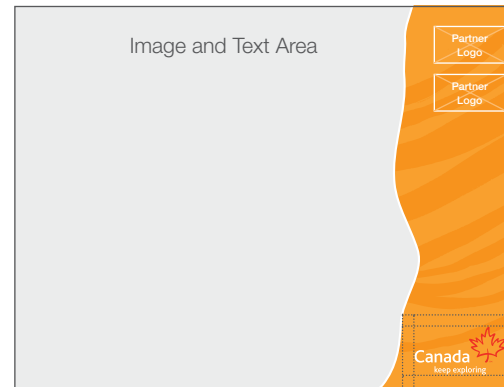 Image and Text Area
Partner
Logo
Partner
Logo
Canada
keep exploring